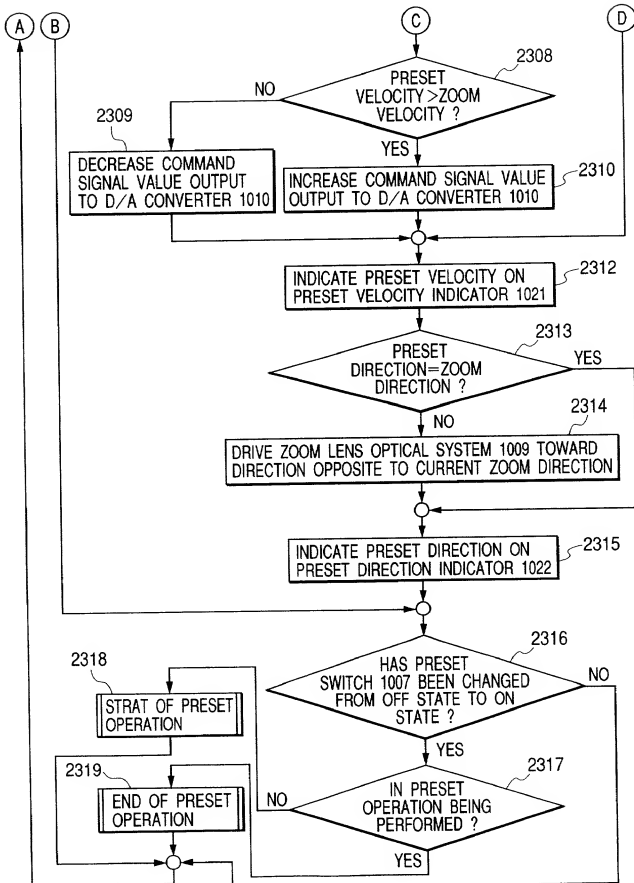 A
B
C
D
2308
PRESET
VELOCITY>ZOOM
VELOCITY ?
NO
YES
2309
DECREASE COMMAND
SIGNAL VALUE OUTPUT
TO D/A CONVERTER 1010
2310
INCREASE COMMAND SIGNAL VALUE
OUTPUT TO D/A CONVERTER 1010
2312
INDICATE PRESET VELOCITY ON
PRESET VELOCITY INDICATOR 1021
2313
PRESET
DIRECTION=ZOOM
DIRECTION ?
YES
NO
2314
DRIVE ZOOM LENS OPTICAL SYSTEM 1009 TOWARD
DIRECTION OPPOSITE TO CURRENT ZOOM DIRECTION
2315
INDICATE PRESET DIRECTION ON
PRESET DIRECTION INDICATOR 1022
2316
HAS PRESET
SWITCH 1007 BEEN CHANGED
FROM OFF STATE TO ON
STATE ?
NO
YES
2318
STRAT OF PRESET
OPERATION
2317
IN PRESET
OPERATION BEING
PERFORMED ?
NO
YES
2319
END OF PRESET
OPERATION